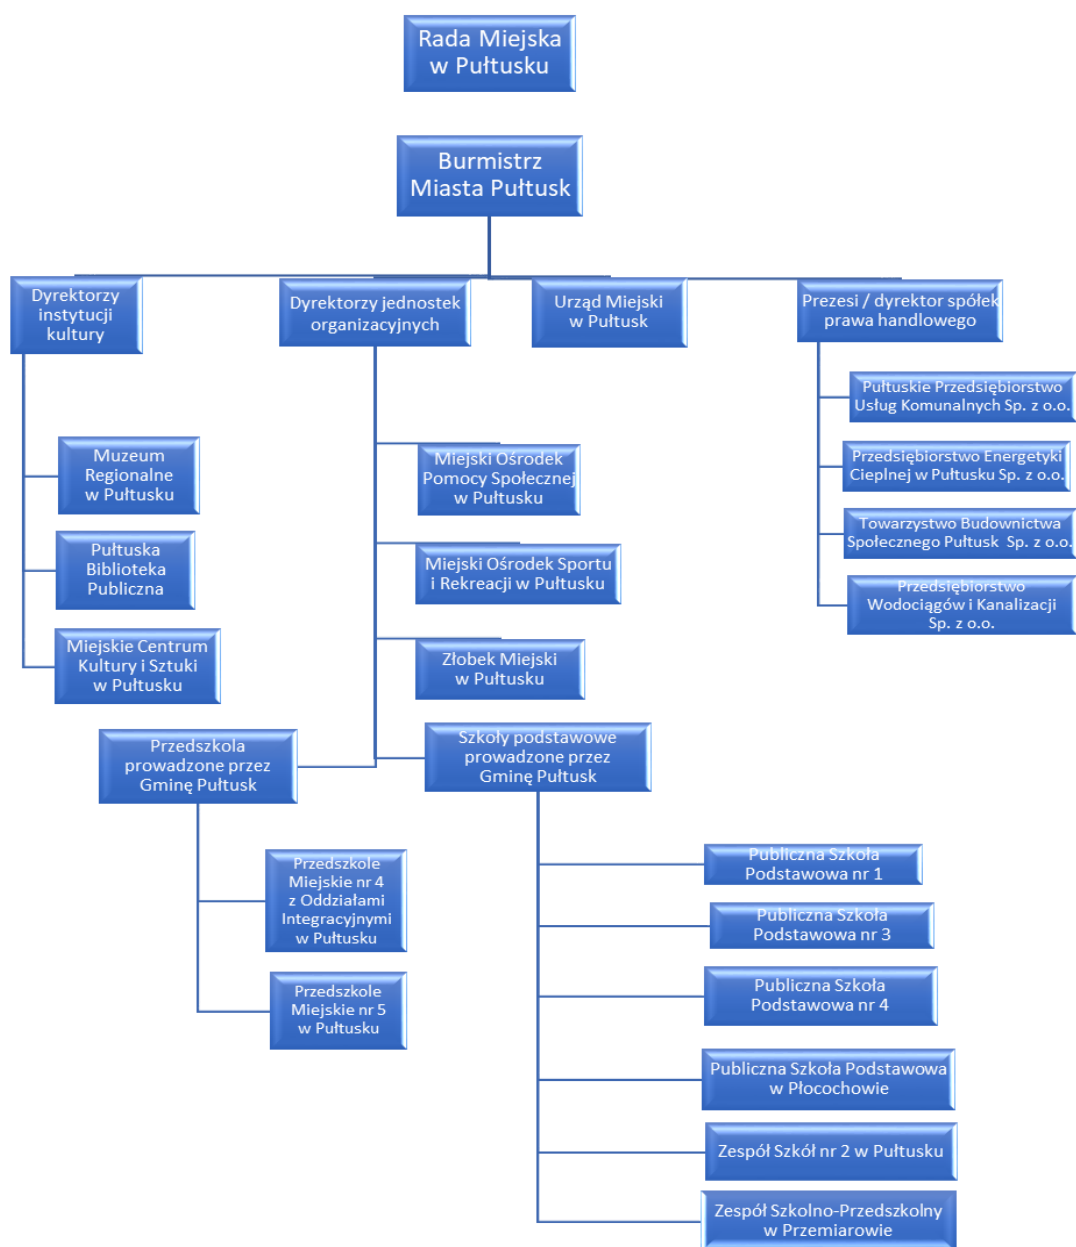 Rada Miejska
w Pułtusku
Burmistrz
Miasta Pułtusk
Dyrektorzy
instytucji
kultury
Dyrektorzy jednostek
organizacyjnych
Urząd Miejski
w Pułtusk
Prezesi / dyrektor spółek
prawa handlowego
Muzeum
Regionalne
w Pułtusku
Pułtuska
Biblioteka
Publiczna
Miejskie Centrum
Kultury i Sztuki
w Pułtusku
Miejski Ośrodek
Pomocy Społecznej
w Pułtusku
Miejski Ośrodek Sportu
i Rekreacji w Pułtusku
Złobek Miejski
w Pułtusku
Pułtuskie Przedsiębiorstwo
Usług Komunalnych Sp. z o.o.
Przedsiębiorstwo Energetyki
Cieplnej w Pułtusku Sp. z o.o.
Towarzystwo Budownictwa
Społecznego Pułtusk Sp. z o.o.
Przedsiębiorstwo
Wodociągów i Kanalizacji
Sp. z o.o.
Przedszkola
prowadzone przez
Gminę Pułtusk
Szkoły podstawowe
prowadzone przez
Gminę Pułtusk
Przedszkole
Miejskie nr 4
z Oddziałami
Integracyjnymi
w Pułtusku
Przedszkole
Miejskie nr 5
w Pułtusku
Publiczna Szkoła
Podstawowa nr 1
Publiczna Szkoła
Podstawowa nr 3
Publiczna Szkoła
Podstawowa nr 4
Publiczna Szkoła Podstawowa
w Płocochowie
Zespół Szkół nr 2 w Pułtusku
Zespół Szkolno-Przedszkolny
w Przemiarowie